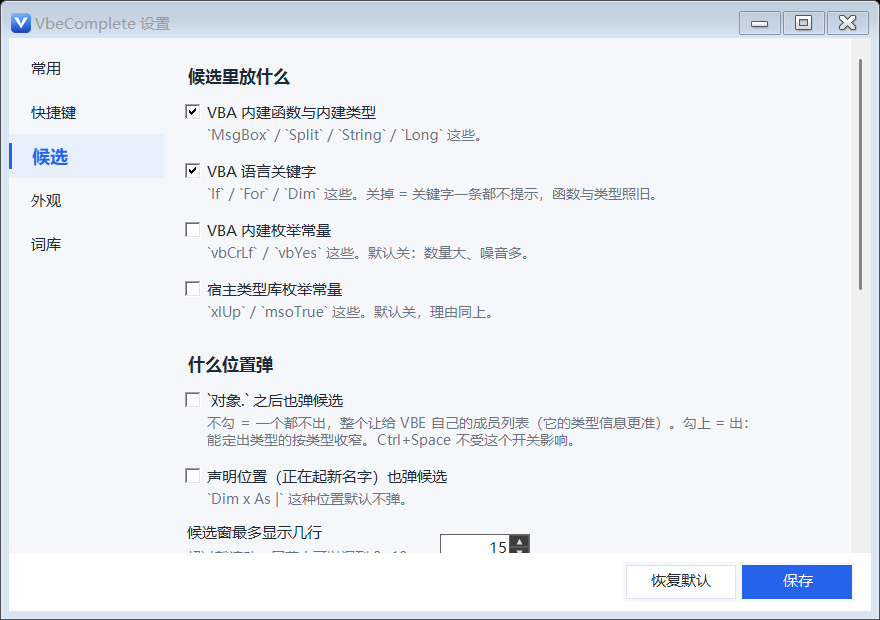 VbeComplete 设置
常用
快捷键
候选
外观
词库
候选里放什么
VBA 内建函数与内建类型
`MsgBox` / `Split` / `String` / `Long` 这些。
VBA 语言关键字
`If` / `For` / `Dim` 这些。关掉 = 关键字一条都不提示，函数与类型照旧。
VBA 内建枚举常量
`vbCrLf` / `vbYes` 这些。默认关：数量大、噪音多。
宿主类型库枚举常量
`xlUp` / `msoTrue` 这些。默认关，理由同上。
什么位置弹
`对象.` 之后也弹候选
不勾 = 一个都不出，整个让给 VBE 自己的成员列表（它的类型信息更准）。勾上 = 出：
能定出类型的按类型收窄。Ctrl+Space 不受这个开关影响。
声明位置（正在起新名字）也弹候选
`Dim x As |` 这种位置默认不弹。
候选窗最多显示几行
15
恢复默认
保存